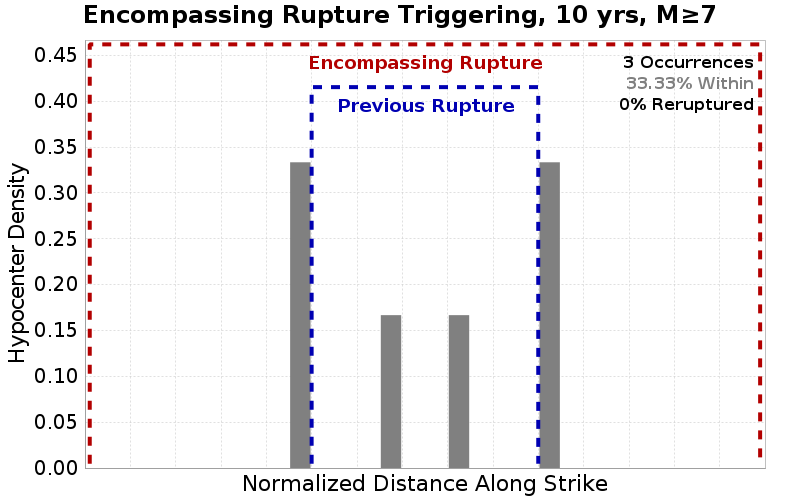 Encompassing Rupture Triggering, 10 yrs, M≥7
Encompassing Rupture
Previous Rupture
3 Occurrences
33.33% Within
0% Reruptured
Hypocenter Density
0.45
0.40
0.35
0.30
0.25
0.20
0.15
0.10
0.05
0.00
Normalized Distance Along Strike